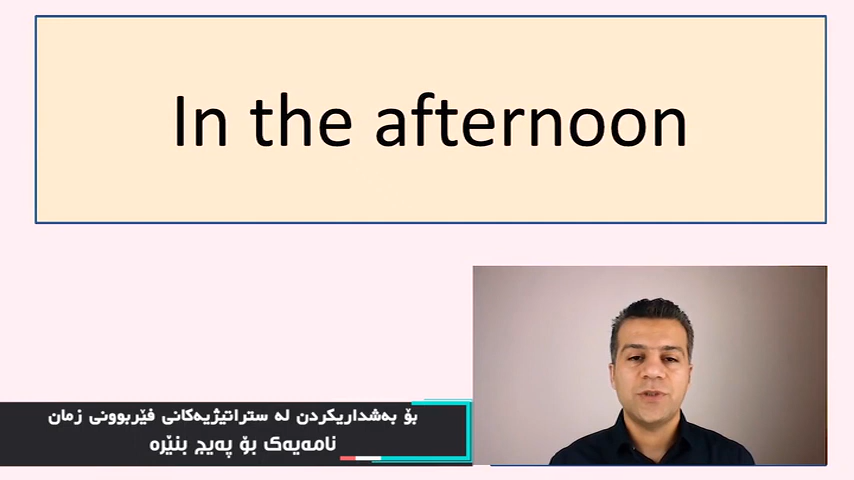 In the afternoon
بۆ بەشداریکردن لە ستراتیژیەکانی فێربوونی زمان
نامەیەک بۆ پەیج بنێرە